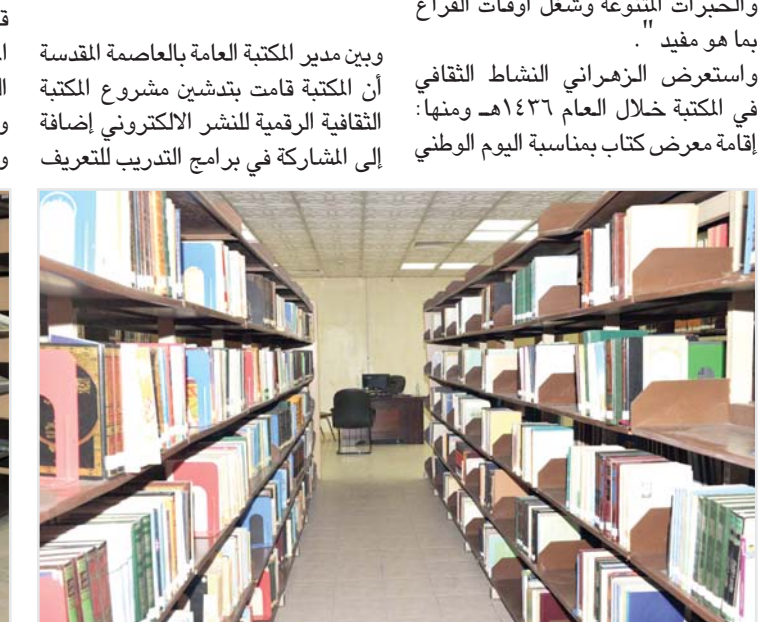 والخبرات المتنوعة وشغل أوقات الفراغ
بما هو مفيد ".
واستعرض الزهراني النشاط الثقافي
في المكتبة خلال العام ١٤٣٦هـ ومنها:
إقامة معرض كتاب بمناسبة اليوم الوطني
وبين مدير المكتبة العامة بالعاصمة المقدسة
أن المكتبة قامت بتدشين مشروع المكتبة
الثقافية الرقمية للنشر الالكتروني إضافة
إلى المشاركة في برامج التدريب للتعريف